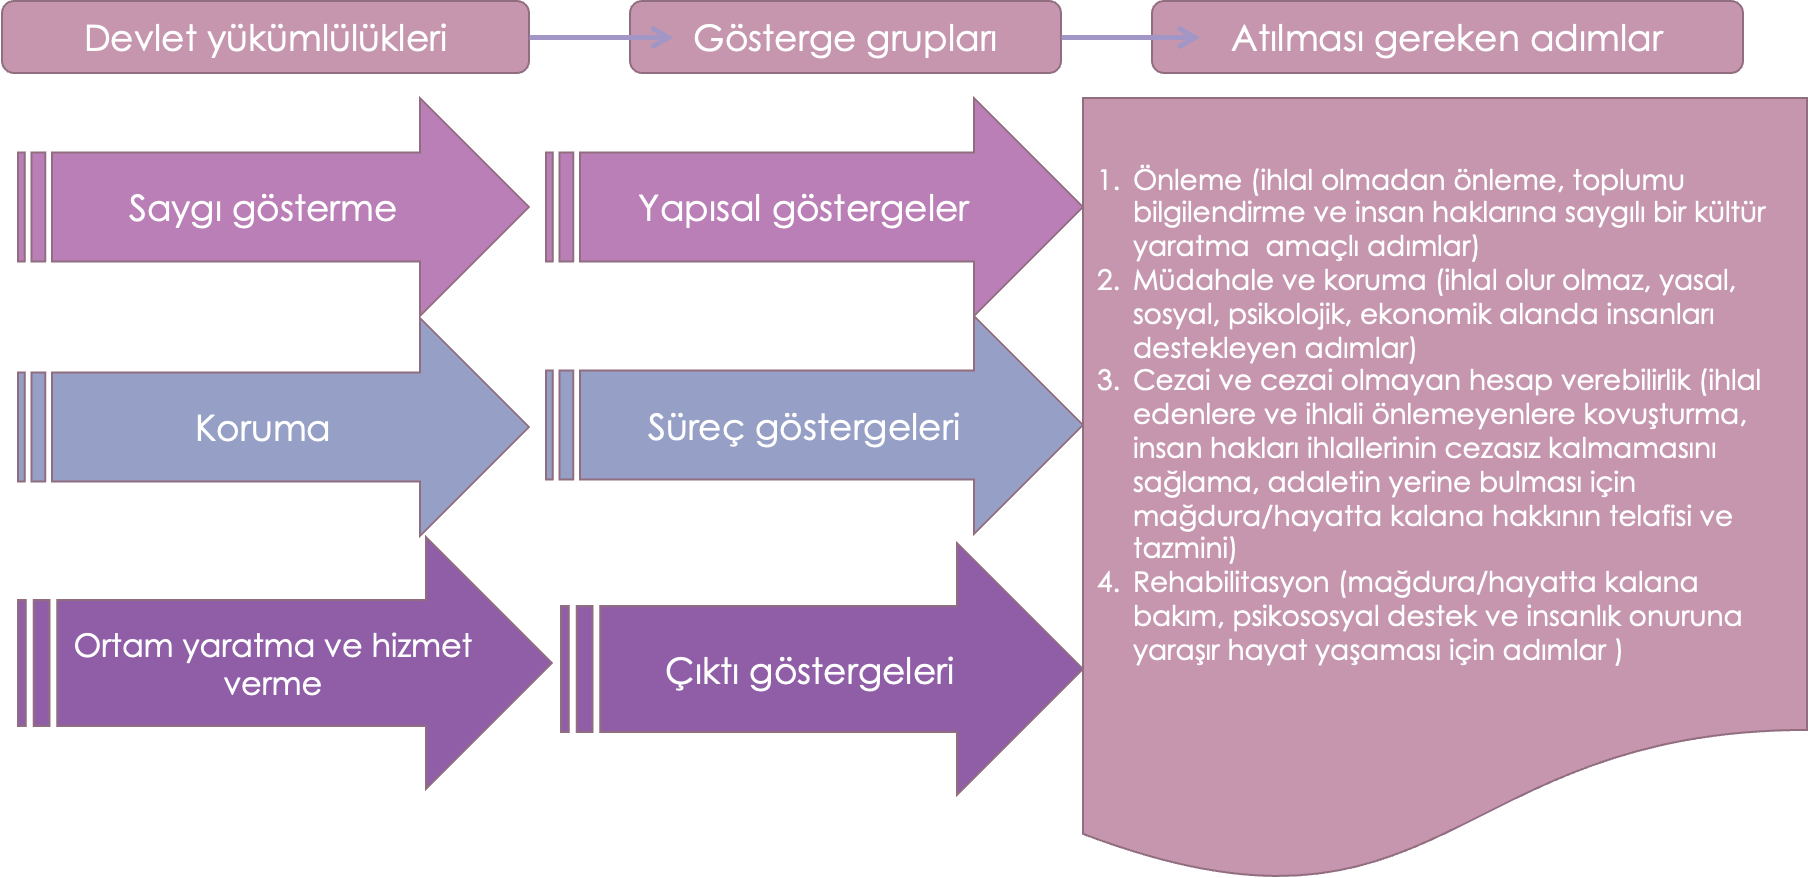 Devlet yükümlülükleri
Gösterge grupları
Atılması gereken adımlar
Saygı gösterme
Yapısal göstergeler
Koruma
Süreç göstergeleri
Ortam yaratma ve hizmet
verme
Çıktı göstergeleri
1. Önleme (ihlal olmadan önleme, toplumu
bilgilendirme ve insan haklarına saygılı bir kültür
yaratma  amaçlı adımlar)
2. Müdahale ve koruma (ihlal olur olmaz, yasal,
sosyal, psikolojik, ekonomik alanda insanları
destekleyen adımlar)
3. Cezai ve cezai olmayan hesap verebilirlik (ihlal
edenlere ve ihlali önlemeyenlere kovuşturma,
insan hakları ihlallerinin cezasız kalmamasını
sağlama, adaletin yerine bulması için
mağdura/hayatta kalana hakkının telafisi ve
tazmini)
4. Rehabilitasyon (mağdura/hayatta kalana
bakım, psikososyal destek ve insanlık onuruna
yaraşır hayat yaşaması için adımlar )